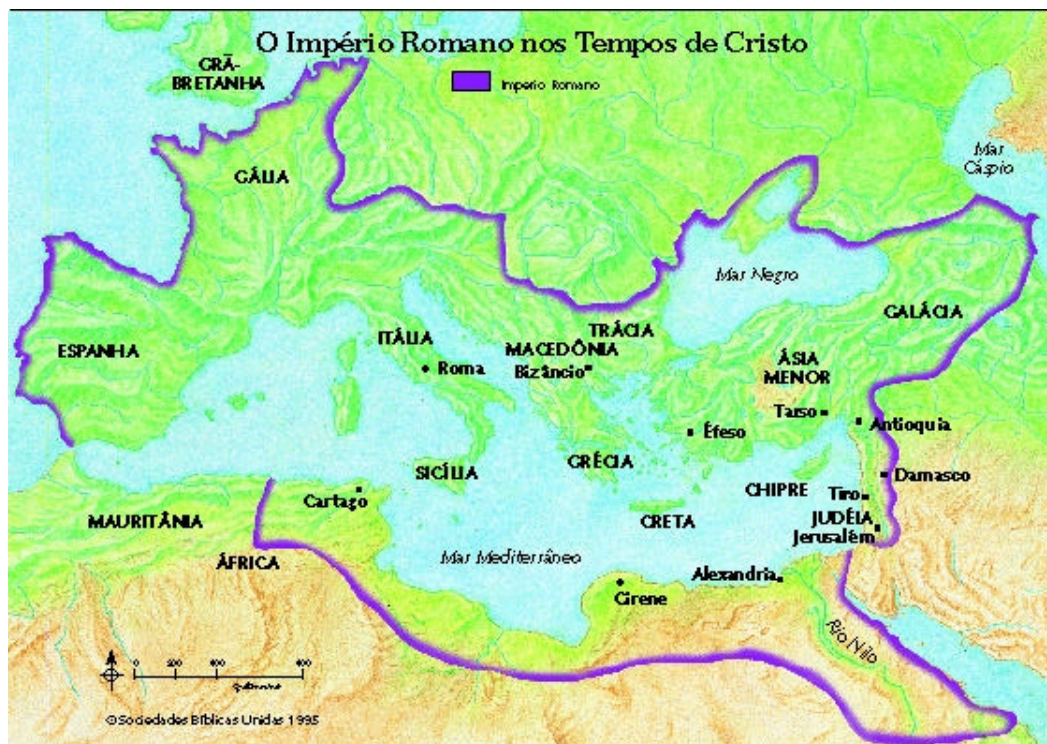 O Império Romano nos Tempos de Cristo
Império Romano
GRÃ-
BRETANHA
Mar
Cáspio
GÁLIA
Mar Negro
GALÁCIA
ITÁLIA
TRÁCIA
ESPANHA
MACEDÔNIA
Roma
Bizâncio
ÁSIA
MENOR
Tarso
Antioquia
Éfeso
GRÉCIA
SICÍLIA
Damasco
CHIPRE
Cartago
Tiro
MAURITÂNIA
CRETA
JUDÉIA
Jerusalém
ÁFRICA
Mar Mediterrâneo
Alexandria
Cirene
Rio Nilo
0 200 400 600
©Sociedades Bíblicas Unidas 1995